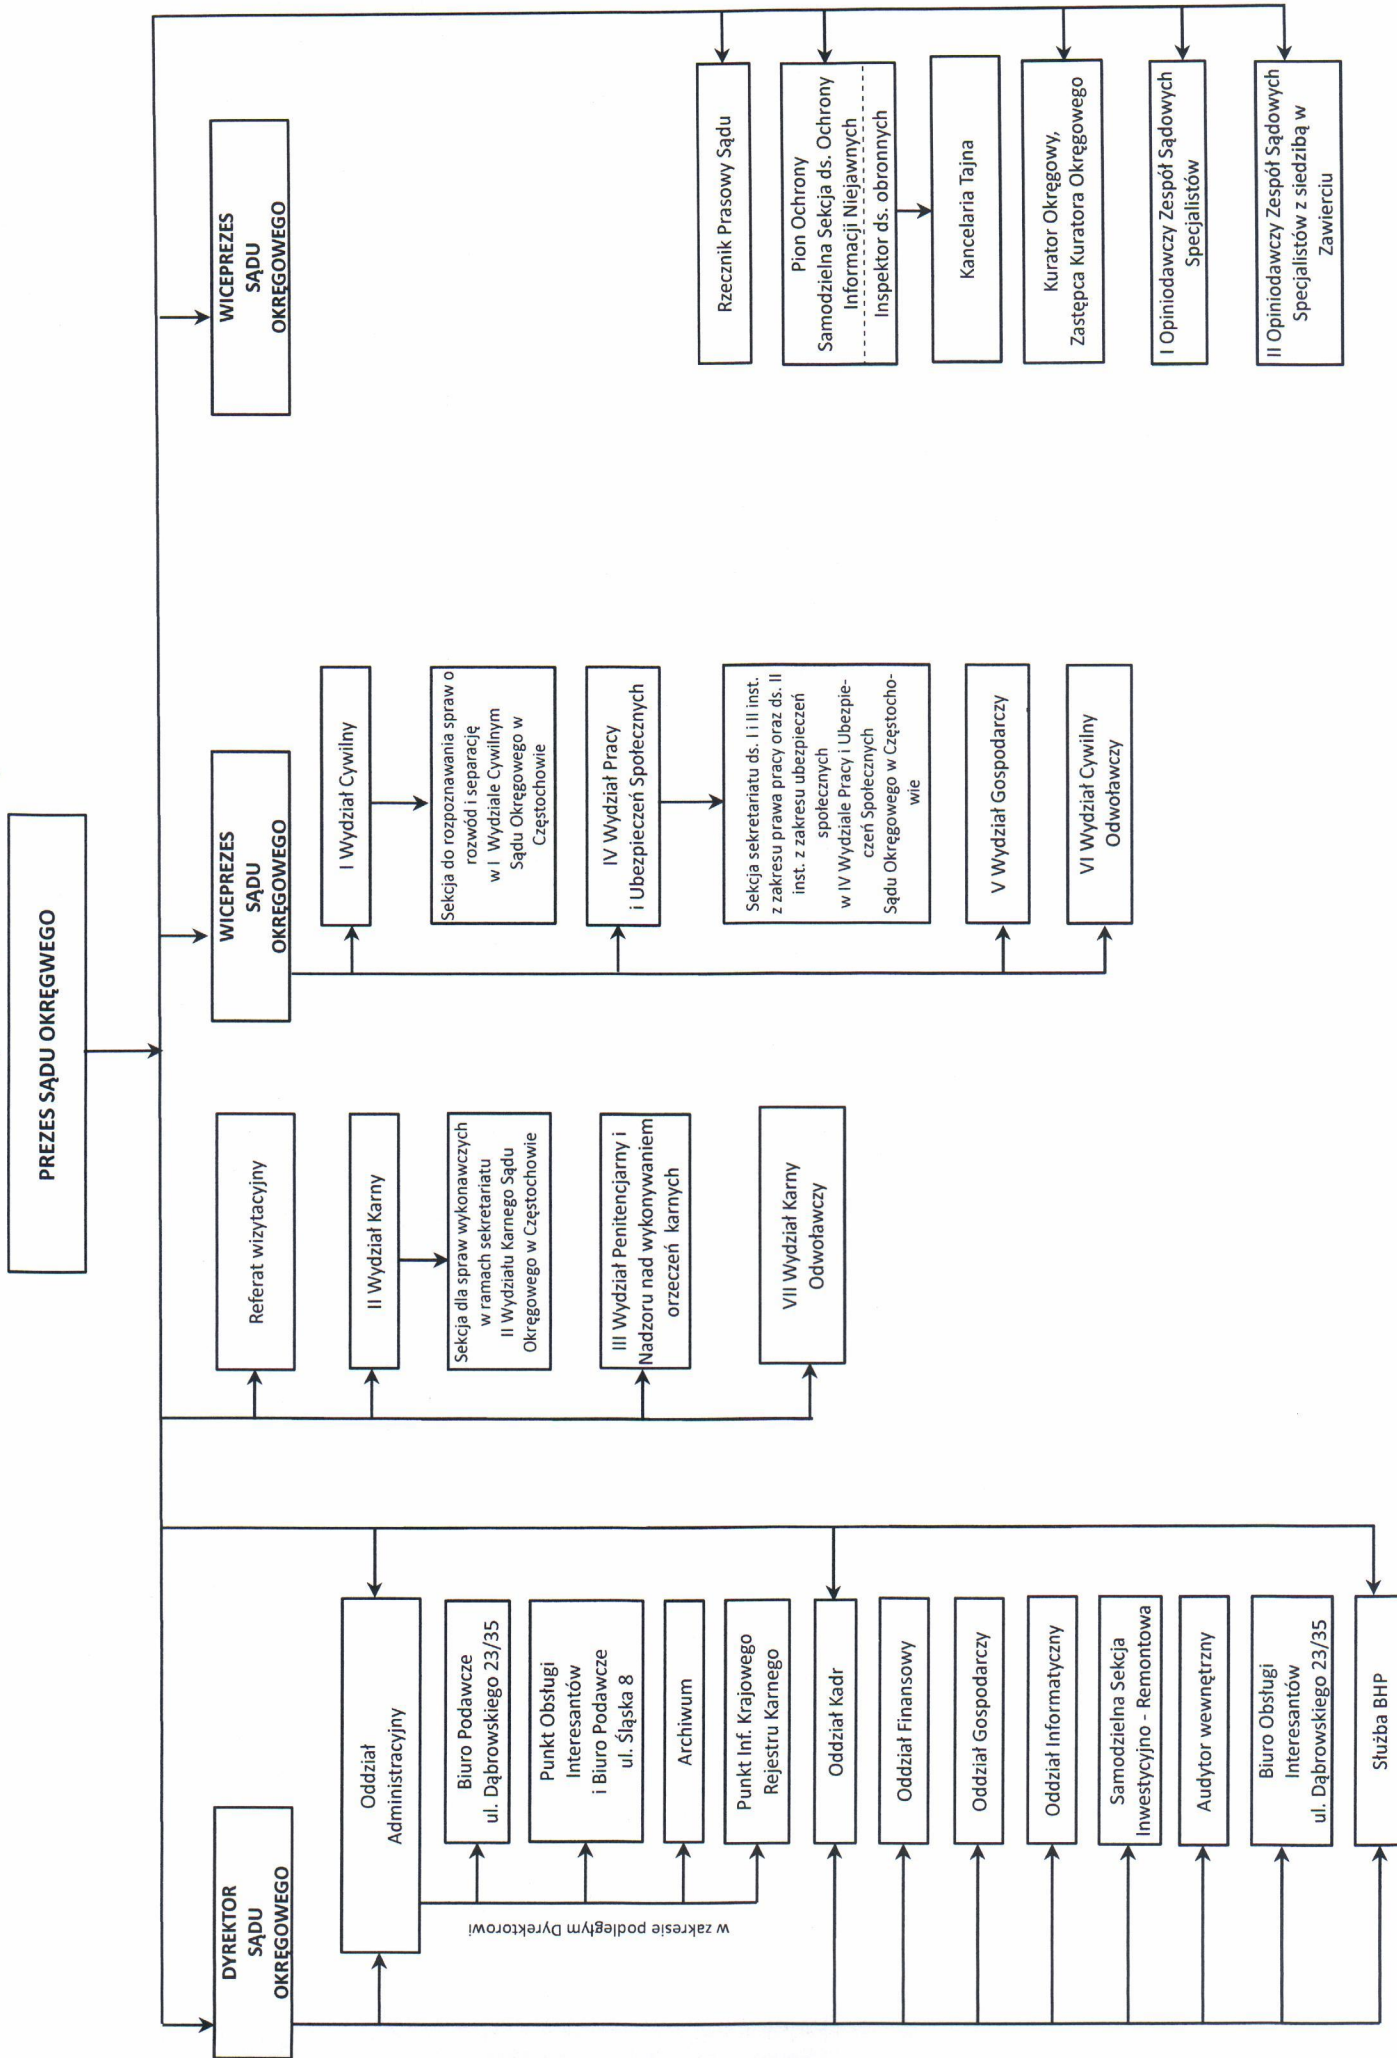 PREZES SĄDU OKRĘGWEGO
DYREKTOR
SĄDU
OKRĘGOWEGO
Oddział
Administracyjny
w zakresie podległym Dyrektorowi
Biuro Podawcze
ul. Dąbrowskiego 23/35
Punkt Obsługi
Interesantów
i Biuro Podawcze
ul. Śląska 8
Archiwum
Punkt Inf. Krajowego
Rejestru Karnego
Oddział Kadr
Oddział Finansowy
Oddział Gospodarczy
Oddział Informatyczny
Samodzielna Sekcja
Inwestycyjno - Remontowa
Audytor wewnętrzny
Biuro Obsługi
Interesantów
ul. Dąbrowskiego 23/35
Służba BHP
Referat wizytacyjny
II Wydział Karny
Sekcja dla spraw wykonawczych
w ramach sekretariatu
II Wydziału Karnego Sądu
Okręgowego w Częstochowie
III Wydział Penitencjarny i
Nadzoru nad wykonywaniem
orzeczeń karnych
VII Wydział Karny
Odwoławczy
WICEPREZES
SĄDU
OKRĘGOWEGO
I Wydział Cywilny
Sekcja do rozpoznawania spraw o
rozwód i separację
w I Wydziale Cywilnym
Sądu Okręgowego w
Częstochowie
IV Wydział Pracy
i Ubezpieczeń Społecznych
Sekcja sekretariatu ds. I i II inst.
z zakresu prawa pracy oraz ds. II
inst. z zakresu ubezpieczeń
społecznych
w IV Wydziale Pracy i Ubezpie-
czeń Społecznych
Sądu Okręgowego w Częstocho-
wie
V Wydział Gospodarczy
VI Wydział Cywilny
Odwoławczy
WICEPREZES
SĄDU
OKRĘGOWEGO
Rzecznik Prasowy Sądu
Pion Ochrony
Samodzielna Sekcja ds. Ochrony
Informacji Niejawnych
Inspektor ds. obronnych
Kancelaria Tajna
Kurator Okręgowy,
Zastępca Kuratora Okręgowego
I Opiniodawczy Zespół Sądowych
Specjalistów
II Opiniodawczy Zespół Sądowych
Specjalistów z siedzibą w
Zawierciu